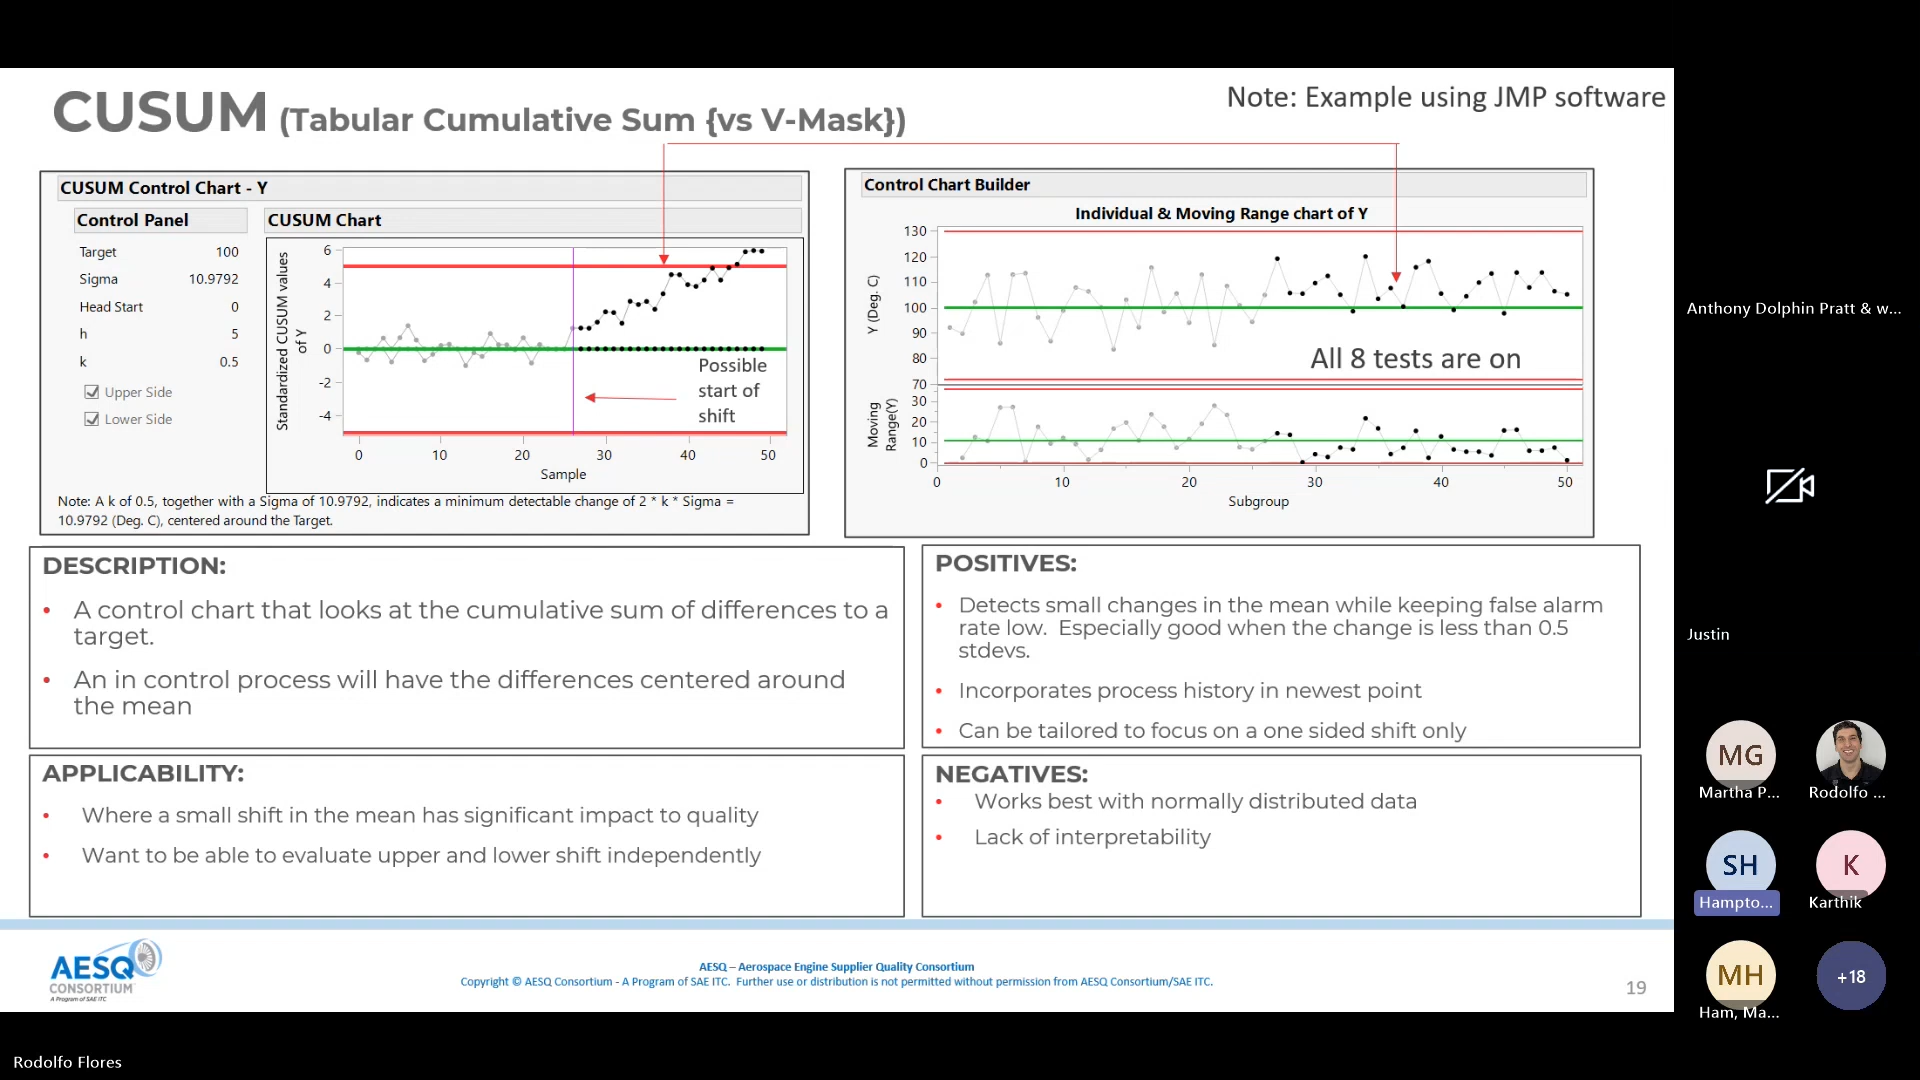 CUSUM (Tabular Cumulative Sum {vs V-Mask})
Note: Example using JMP software
CUSUM Control Chart - Y
Control Panel
Target 100
Sigma 10.9792
Head Start 0
h 5
k 0.5
Upper Side
Lower Side
CUSUM Chart
Standardized CUSUM values
of Y
6
4
2
0
-2
-4
0 10 20 30 40 50
Sample
Possible
start of
shift
Note: A k of 0.5, together with a Sigma of 10.9792, indicates a minimum detectable change of 2 * k * Sigma =
10.9792 (Deg. C), centered around the Target.
Control Chart Builder
Individual & Moving Range chart of Y
Y (Deg. C)
130
120
110
100
90
80
70
All 8 tests are on
Moving
Range(Y)
30
20
10
0
0 10 20 30 40 50
Subgroup
DESCRIPTION:
• A control chart that looks at the cumulative sum of differences to a
target.
• An in control process will have the differences centered around
the mean
POSITIVES:
• Detects small changes in the mean while keeping false alarm
rate low. Especially good when the change is less than 0.5
stdevs.
• Incorporates process history in newest point
• Can be tailored to focus on a one sided shift only
APPLICABILITY:
• Where a small shift in the mean has significant impact to quality
• Want to be able to evaluate upper and lower shift independently
NEGATIVES:
• Works best with normally distributed data
• Lack of interpretability
AESQ
CONSORTIUM
A Program of SAE ITC
AESQ – Aerospace Engine Supplier Quality Consortium
Copyright © AESQ Consortium - A Program of SAE ITC. Further use or distribution is not permitted without permission from AESQ Consortium/SAE ITC.
19
Anthony Dolphin Pratt & w...
Justin
MG
Martha P...
Rodolfo ...
SH
Hampto...
K
Karthik
MH
Ham, Ma...
+18
Rodolfo Flores